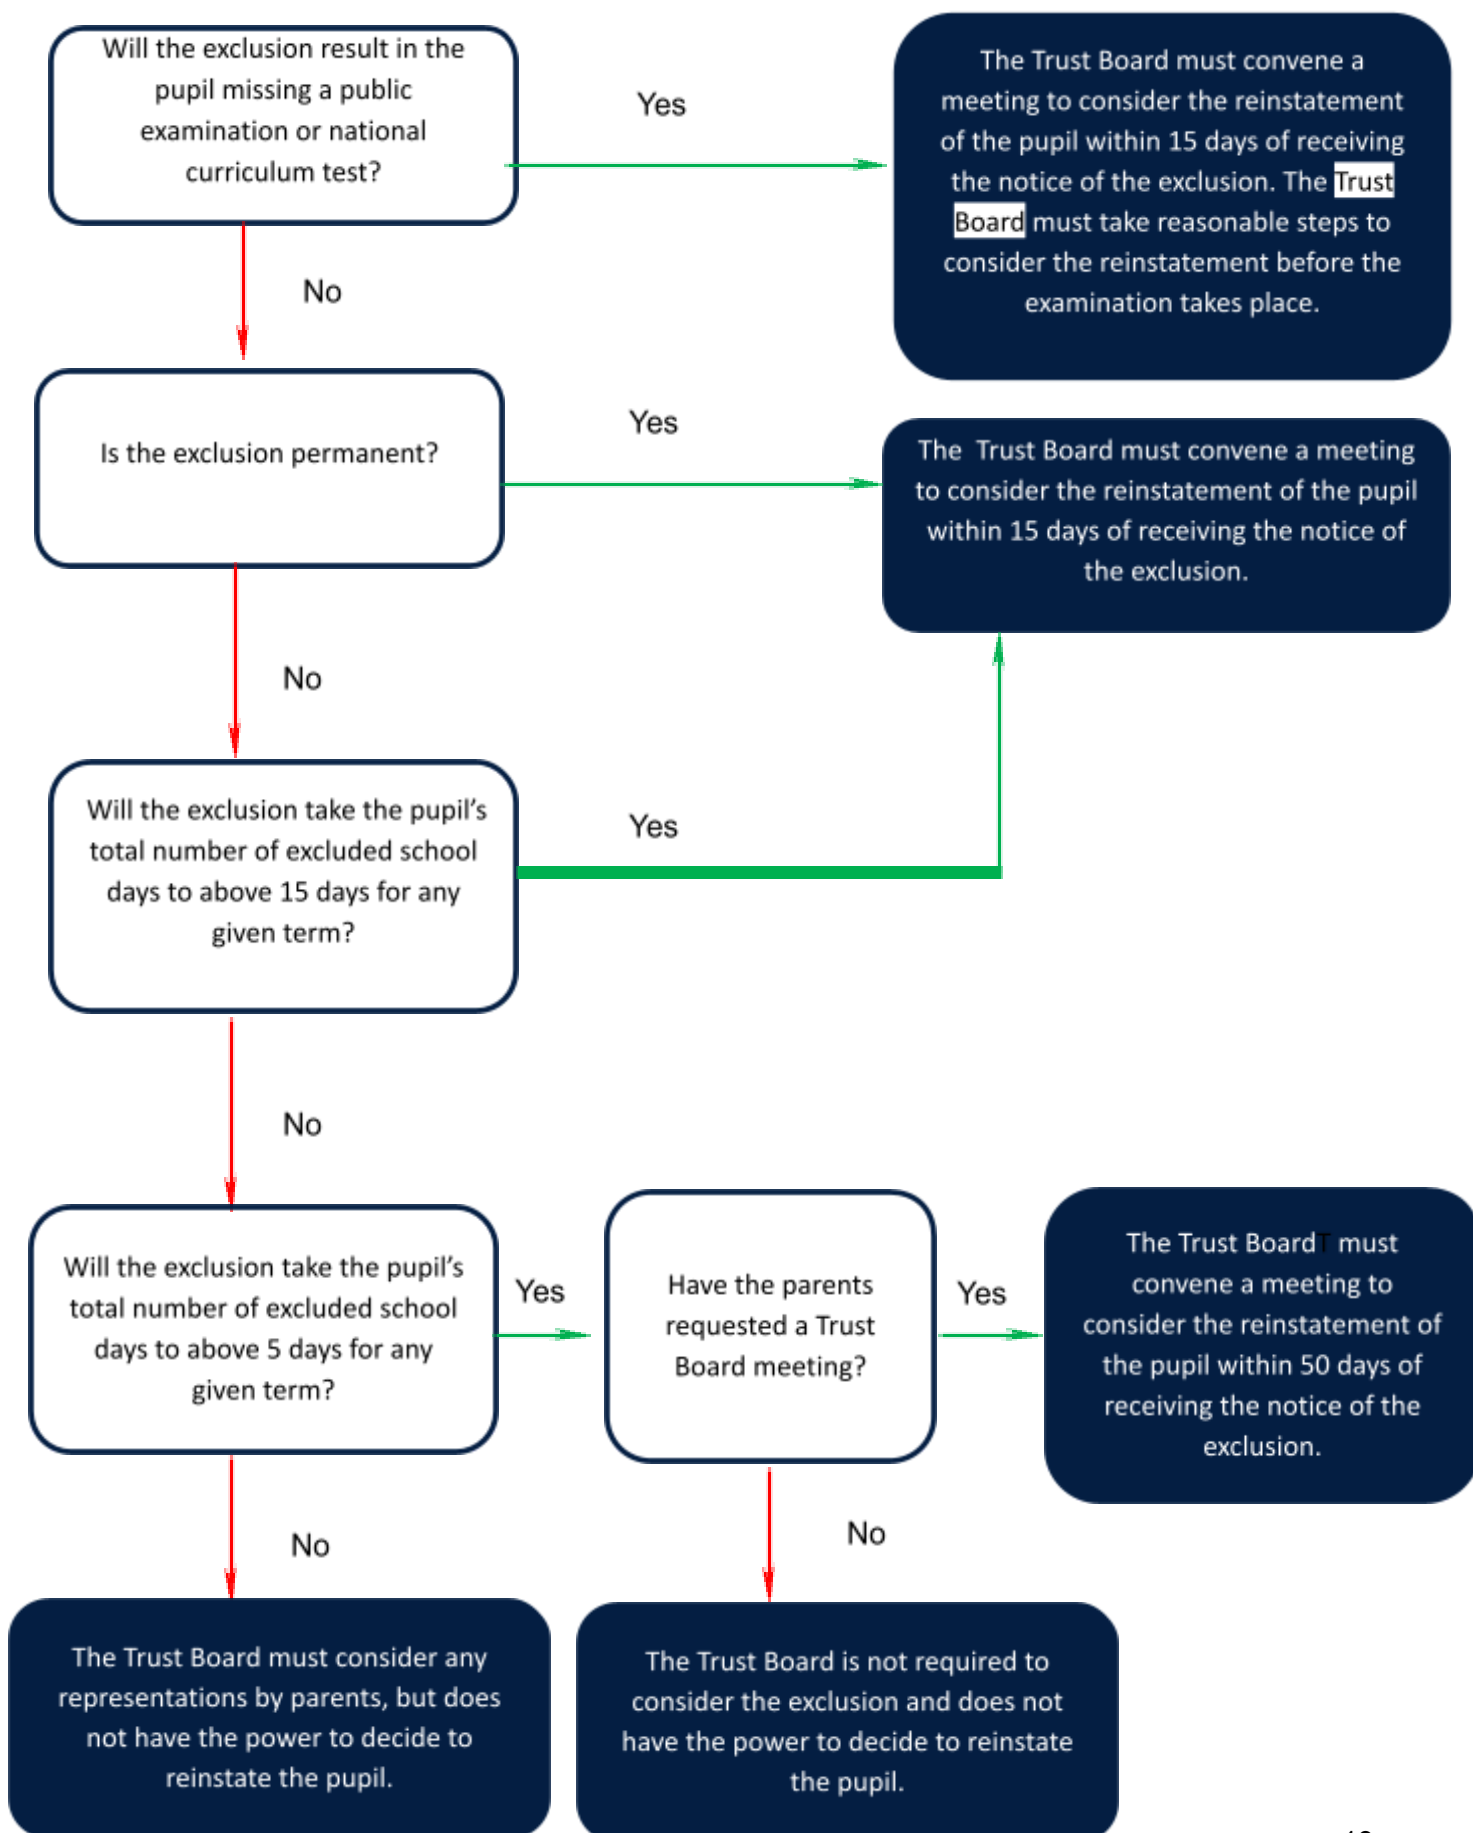 Will the exclusion result in the
pupil missing a public
examination or national
curriculum test?
Yes
The Trust Board must convene a
meeting to consider the reinstatement
of the pupil within 15 days of receiving
the notice of the exclusion. The Trust
Board must take reasonable steps to
consider the reinstatement before the
examination takes place.
No
Is the exclusion permanent?
Yes
The Trust Board must convene a meeting
to consider the reinstatement of the pupil
within 15 days of receiving the notice of
the exclusion.
No
Will the exclusion take the pupil’s
total number of excluded school
days to above 15 days for any
given term?
Yes
No
Will the exclusion take the pupil’s
total number of excluded school
days to above 5 days for any
given term?
Yes
Have the parents
requested a Trust
Board meeting?
Yes
The Trust BoardT must
convene a meeting to
consider the reinstatement of
the pupil within 50 days of
receiving the notice of the
exclusion.
No
No
The Trust Board must consider any
representations by parents, but does
not have the power to decide to
reinstate the pupil.
The Trust Board is not required to
consider the exclusion and does not
have the power to decide to reinstate
the pupil.